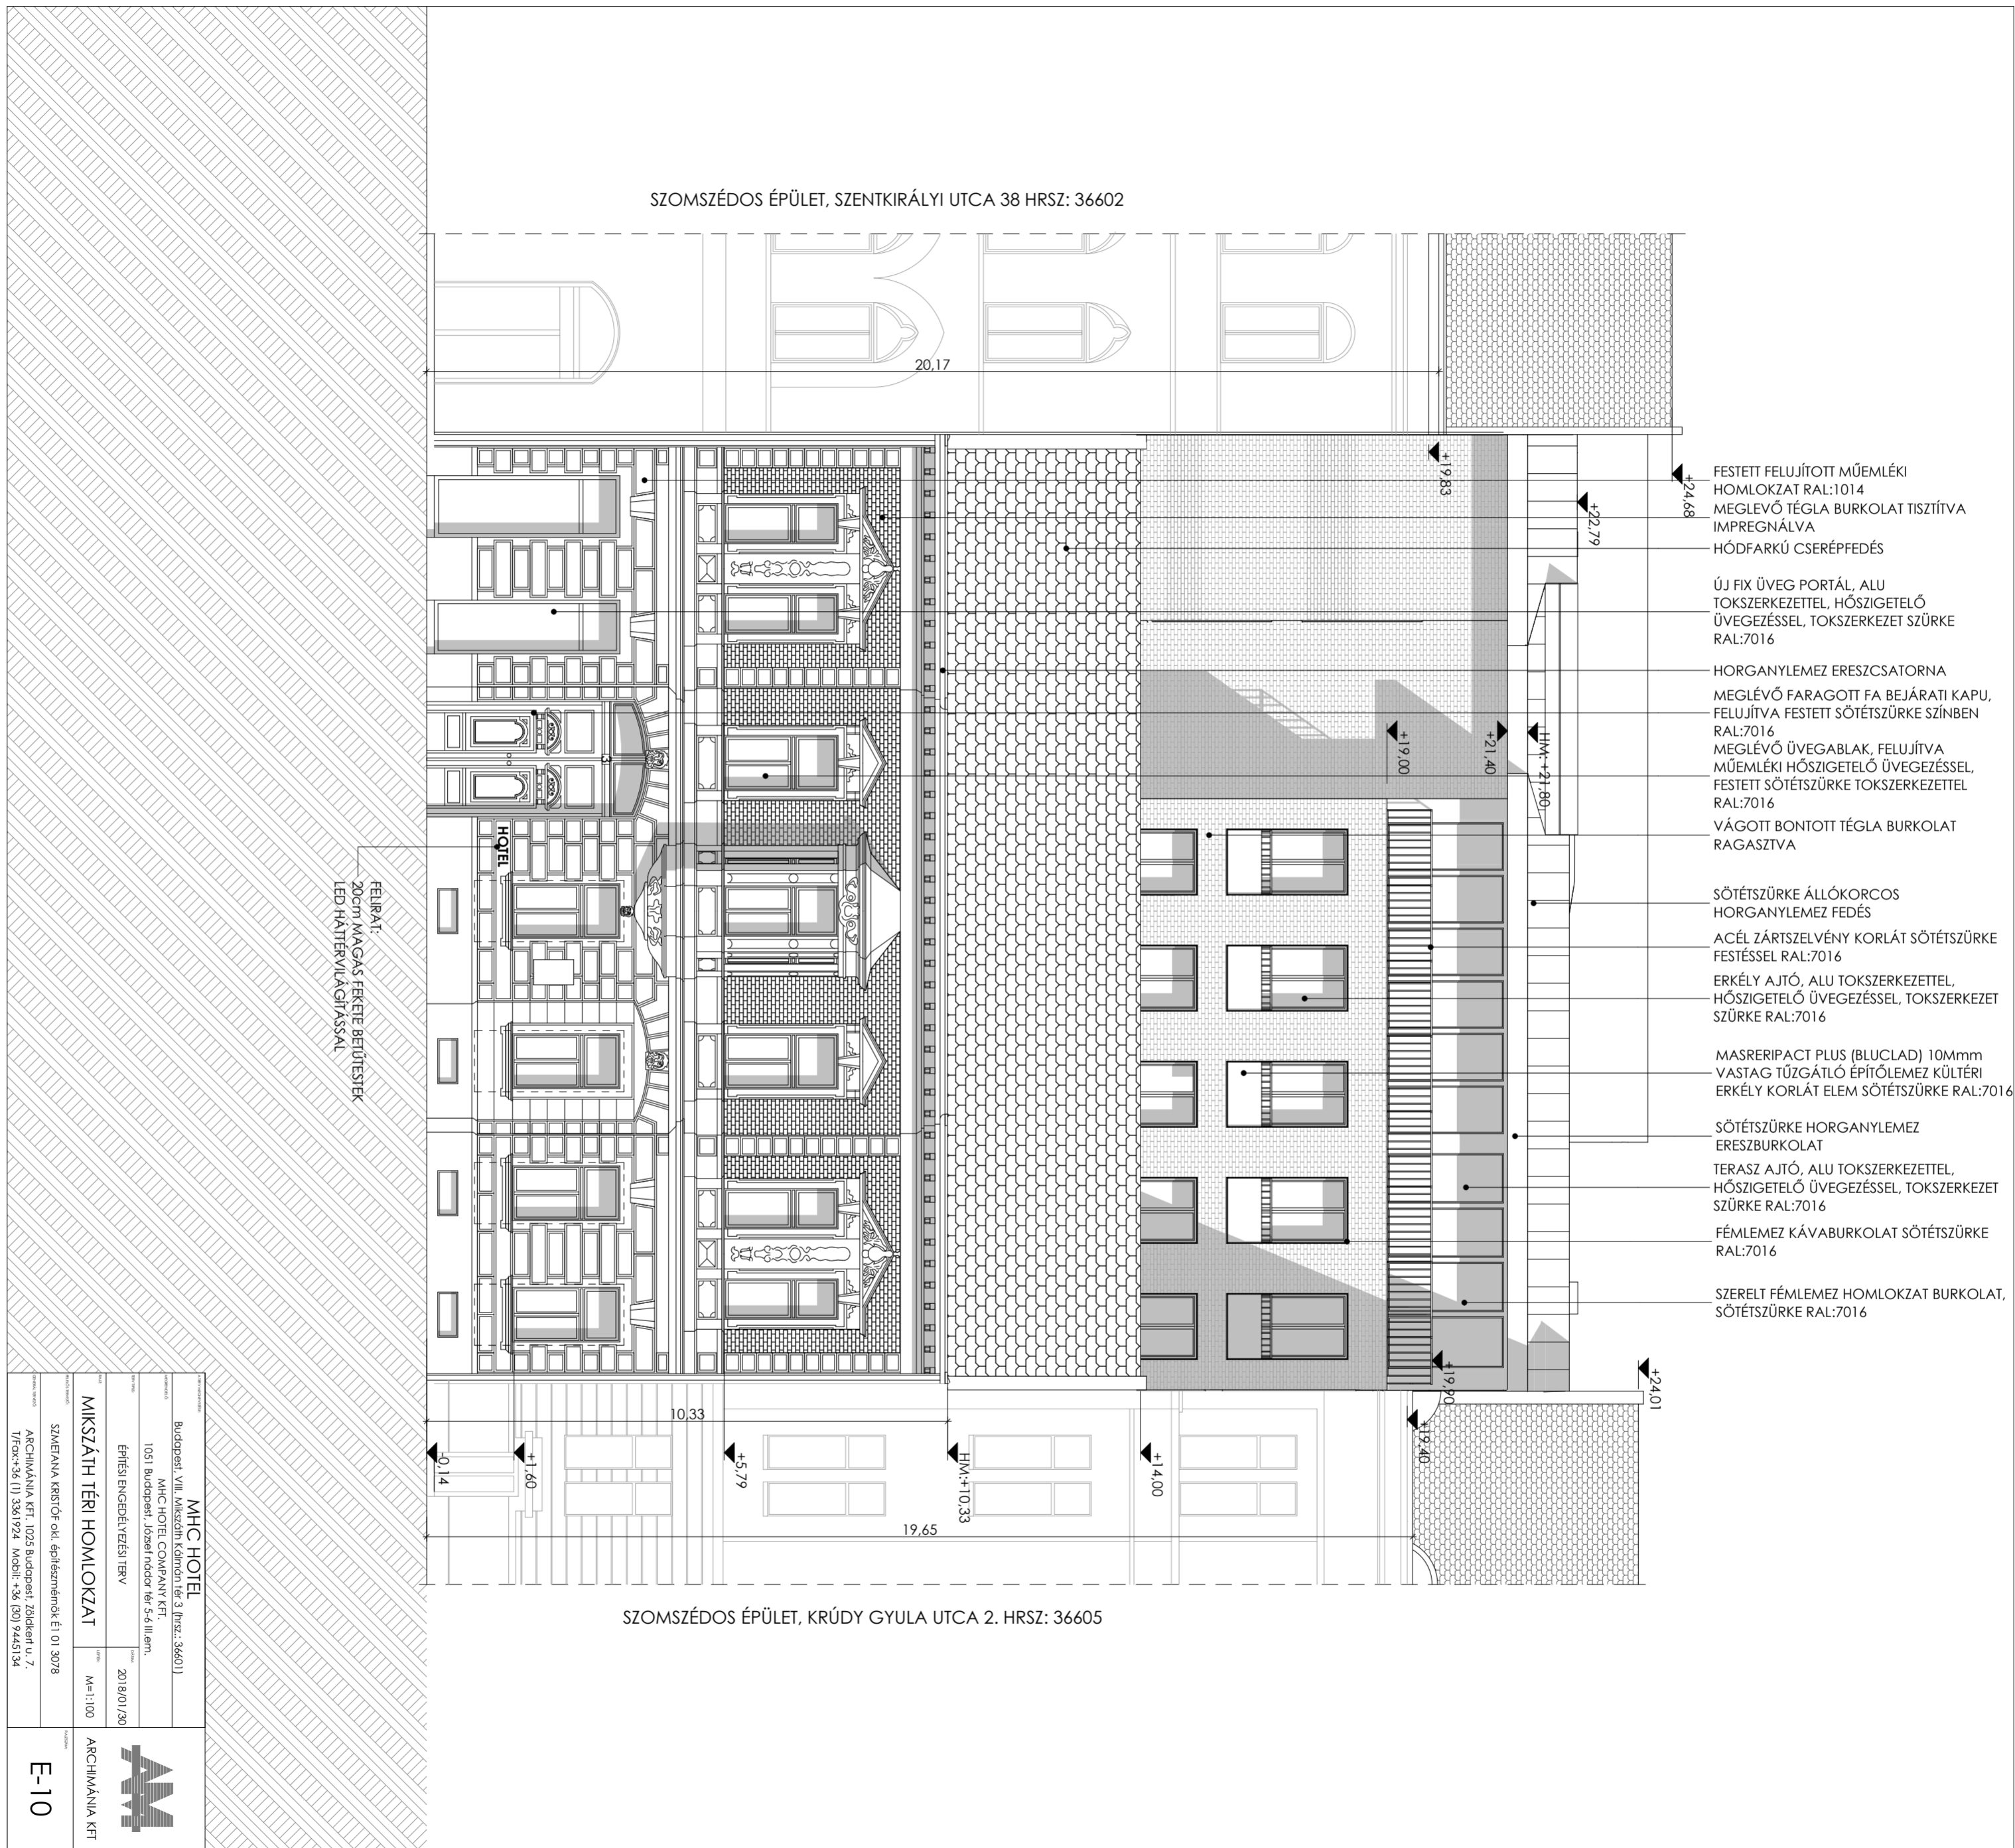 SZOMSZÉDOS ÉPÜLET, SZENTKIRÁLYI UTCA 38 HRSZ: 36602
20,17
+19,83
+24,68
+22,79
+19,00
+21,40
HM: +21,80
FESTETT FELUJÍTOTT MŰEMLÉKI
HOMLOKZAT RAL:1014
MEGLEVŐ TÉGLA BURKOLAT TISZTÍTVA
IMPREGNÁLVA
HÓDFARKÚ CSERÉPFEDÉS
ÚJ FIX ÜVEG PORTÁL, ALU
TOKSZERKEZETTEL, HŐSZIGETELŐ
ÜVEGEZÉSSEL, TOKSZERKEZET SZÜRKE
RAL:7016
HORGANYLEMEZ ERESZCSATORNA
MEGLÉVŐ FARAGOTT FA BEJÁRATI KAPU,
FELUJÍTVA FESTETT SÖTÉTSZÜRKE SZÍNBEN
RAL:7016
MEGLÉVŐ ÜVEGABLAK, FELUJÍTVA
MŰEMLÉKI HŐSZIGETELŐ ÜVEGEZÉSSEL,
FESTETT SÖTÉTSZÜRKE TOKSZERKEZETTEL
RAL:7016
VÁGOTT BONTOTT TÉGLA BURKOLAT
RAGASZTVA
SÖTÉTSZÜRKE ÁLLÓKORCOS
HORGANYLEMEZ FEDÉS
ACÉL ZÁRTSZELVÉNY KORLÁT SÖTÉTSZÜRKE
FESTÉSSEL RAL:7016
ERKÉLY AJTÓ, ALU TOKSZERKEZETTEL,
HŐSZIGETELŐ ÜVEGEZÉSSEL, TOKSZERKEZET
SZÜRKE RAL:7016
MASRERIPACT PLUS (BLUCLAD) 10Mmm
VASTAG TŰZGÁTLÓ ÉPÍTŐLEMEZ KÜLTÉRI
ERKÉLY KORLÁT ELEM SÖTÉTSZÜRKE RAL:7016
SÖTÉTSZÜRKE HORGANYLEMEZ
ERESZBURKOLAT
TERASZ AJTÓ, ALU TOKSZERKEZETTEL,
HŐSZIGETELŐ ÜVEGEZÉSSEL, TOKSZERKEZET
SZÜRKE RAL:7016
FÉMLEMEZ KÁVABURKOLAT SÖTÉTSZÜRKE
RAL:7016
SZERELT FÉMLEMEZ HOMLOKZAT BURKOLAT,
SÖTÉTSZÜRKE RAL:7016
3
HOTEL
FELIRAT:
20cm MAGAS FEKETE BETŰTESTEK
LED HÁTTÉRVILÁGÍTÁSSAL
+24,01
+19,90
+19,40
10,33
-0,14
+1,60
+5,79
HM:+10,33
+14,00
19,65
SZOMSZÉDOS ÉPÜLET, KRÚDY GYULA UTCA 2. HRSZ: 36605
MHC HOTEL
Budapest, VIII. Mikszáth Kálmán tér 3 (hrsz.: 36601)
MHC HOTEL COMPANY KFT.
1051 Budapest, József nádor tér 5-6 III.em.
ÉPÍTÉSI ENGEDÉLYEZÉSI TERV
2018/01/30
MIKSZÁTH TÉRI HOMLOKZAT
M=1:100
ARCHIMÁNIA KFT
SZMETANA KRISTÓF okl. építészmérnök É1 01 3078
ARCHIMÁNIA KFT, 1025 Budapest, Zöldkert u. 7.
T/Fax:+36 (1) 3361924 Mobil: +36 (30) 9445134
AM
E-10